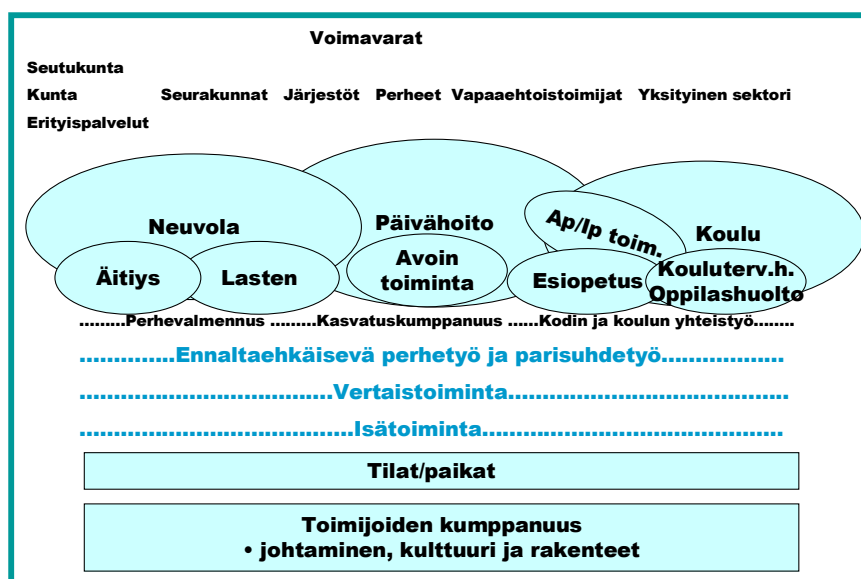 Voimavarat
Seutukunta
Kunta Seurakunnat Järjestöt Perheet Vapaaehtoistoimijat Yksityinen sektori
Erityispalvelut
Neuvola
Päivähoito
Ap/Ip toim.
Koulu
Äitiys
Lasten
Avoin
toiminta
Esiopetus
Kouluterv.h.
Oppilashuolto
.........Perhevalmennus .........Kasvatuskumppanuus ......Kodin ja koulun yhteistyö........
..............Ennaltaehkäisevä perhetyö ja parisuhdetyö..................
.....................................Vertaistoiminta.........................................
........................................Isätoiminta............................................
Tilat/paikat
Toimijoiden kumppanuus
• johtaminen, kulttuuri ja rakenteet